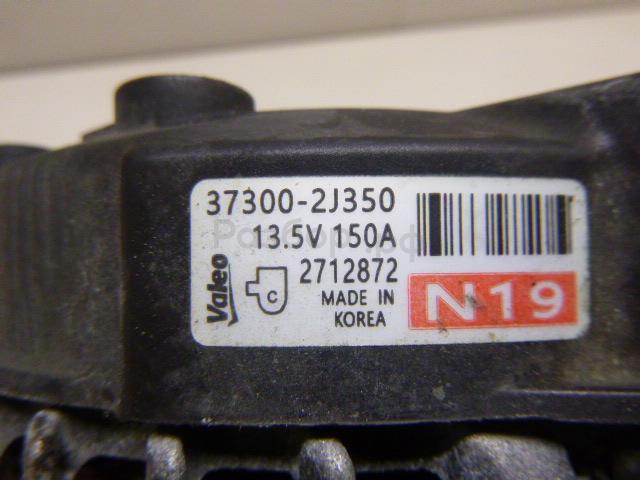 37300-2J350
13.5V 150A
2712872
Valeo
C
MADE IN
KOREA
N19